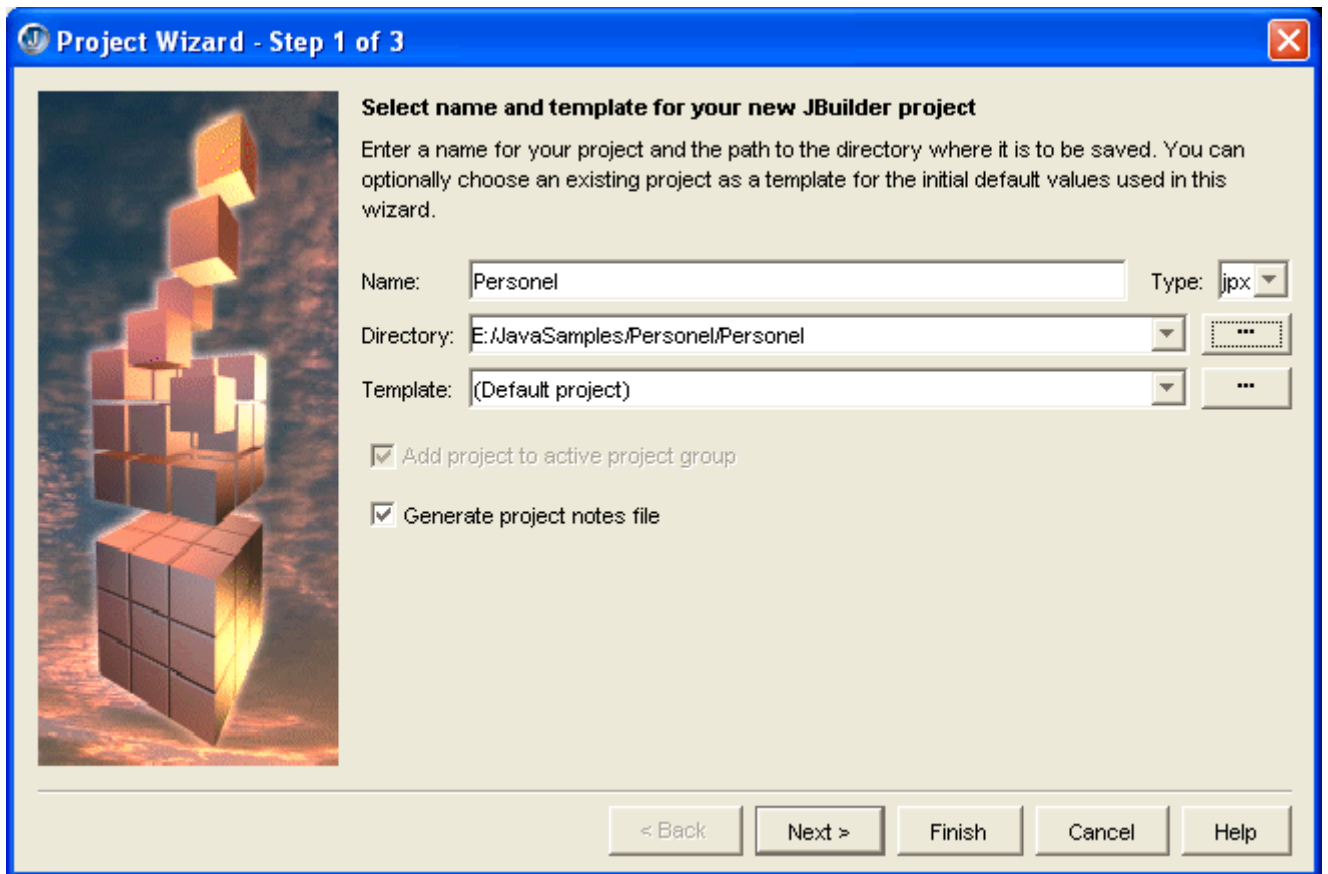 Project Wizard - Step 1 of 3
Select name and template for your new JBuilder project
Enter a name for your project and the path to the directory where it is to be saved. You can
optionally choose an existing project as a template for the initial default values used in this
wizard.
Name: Personel Type: jpx
Directory: E:/JavaSamples/Personel/Personel ...
Template: (Default project) ...
Add project to active project group
Generate project notes file
< Back Next > Finish Cancel Help